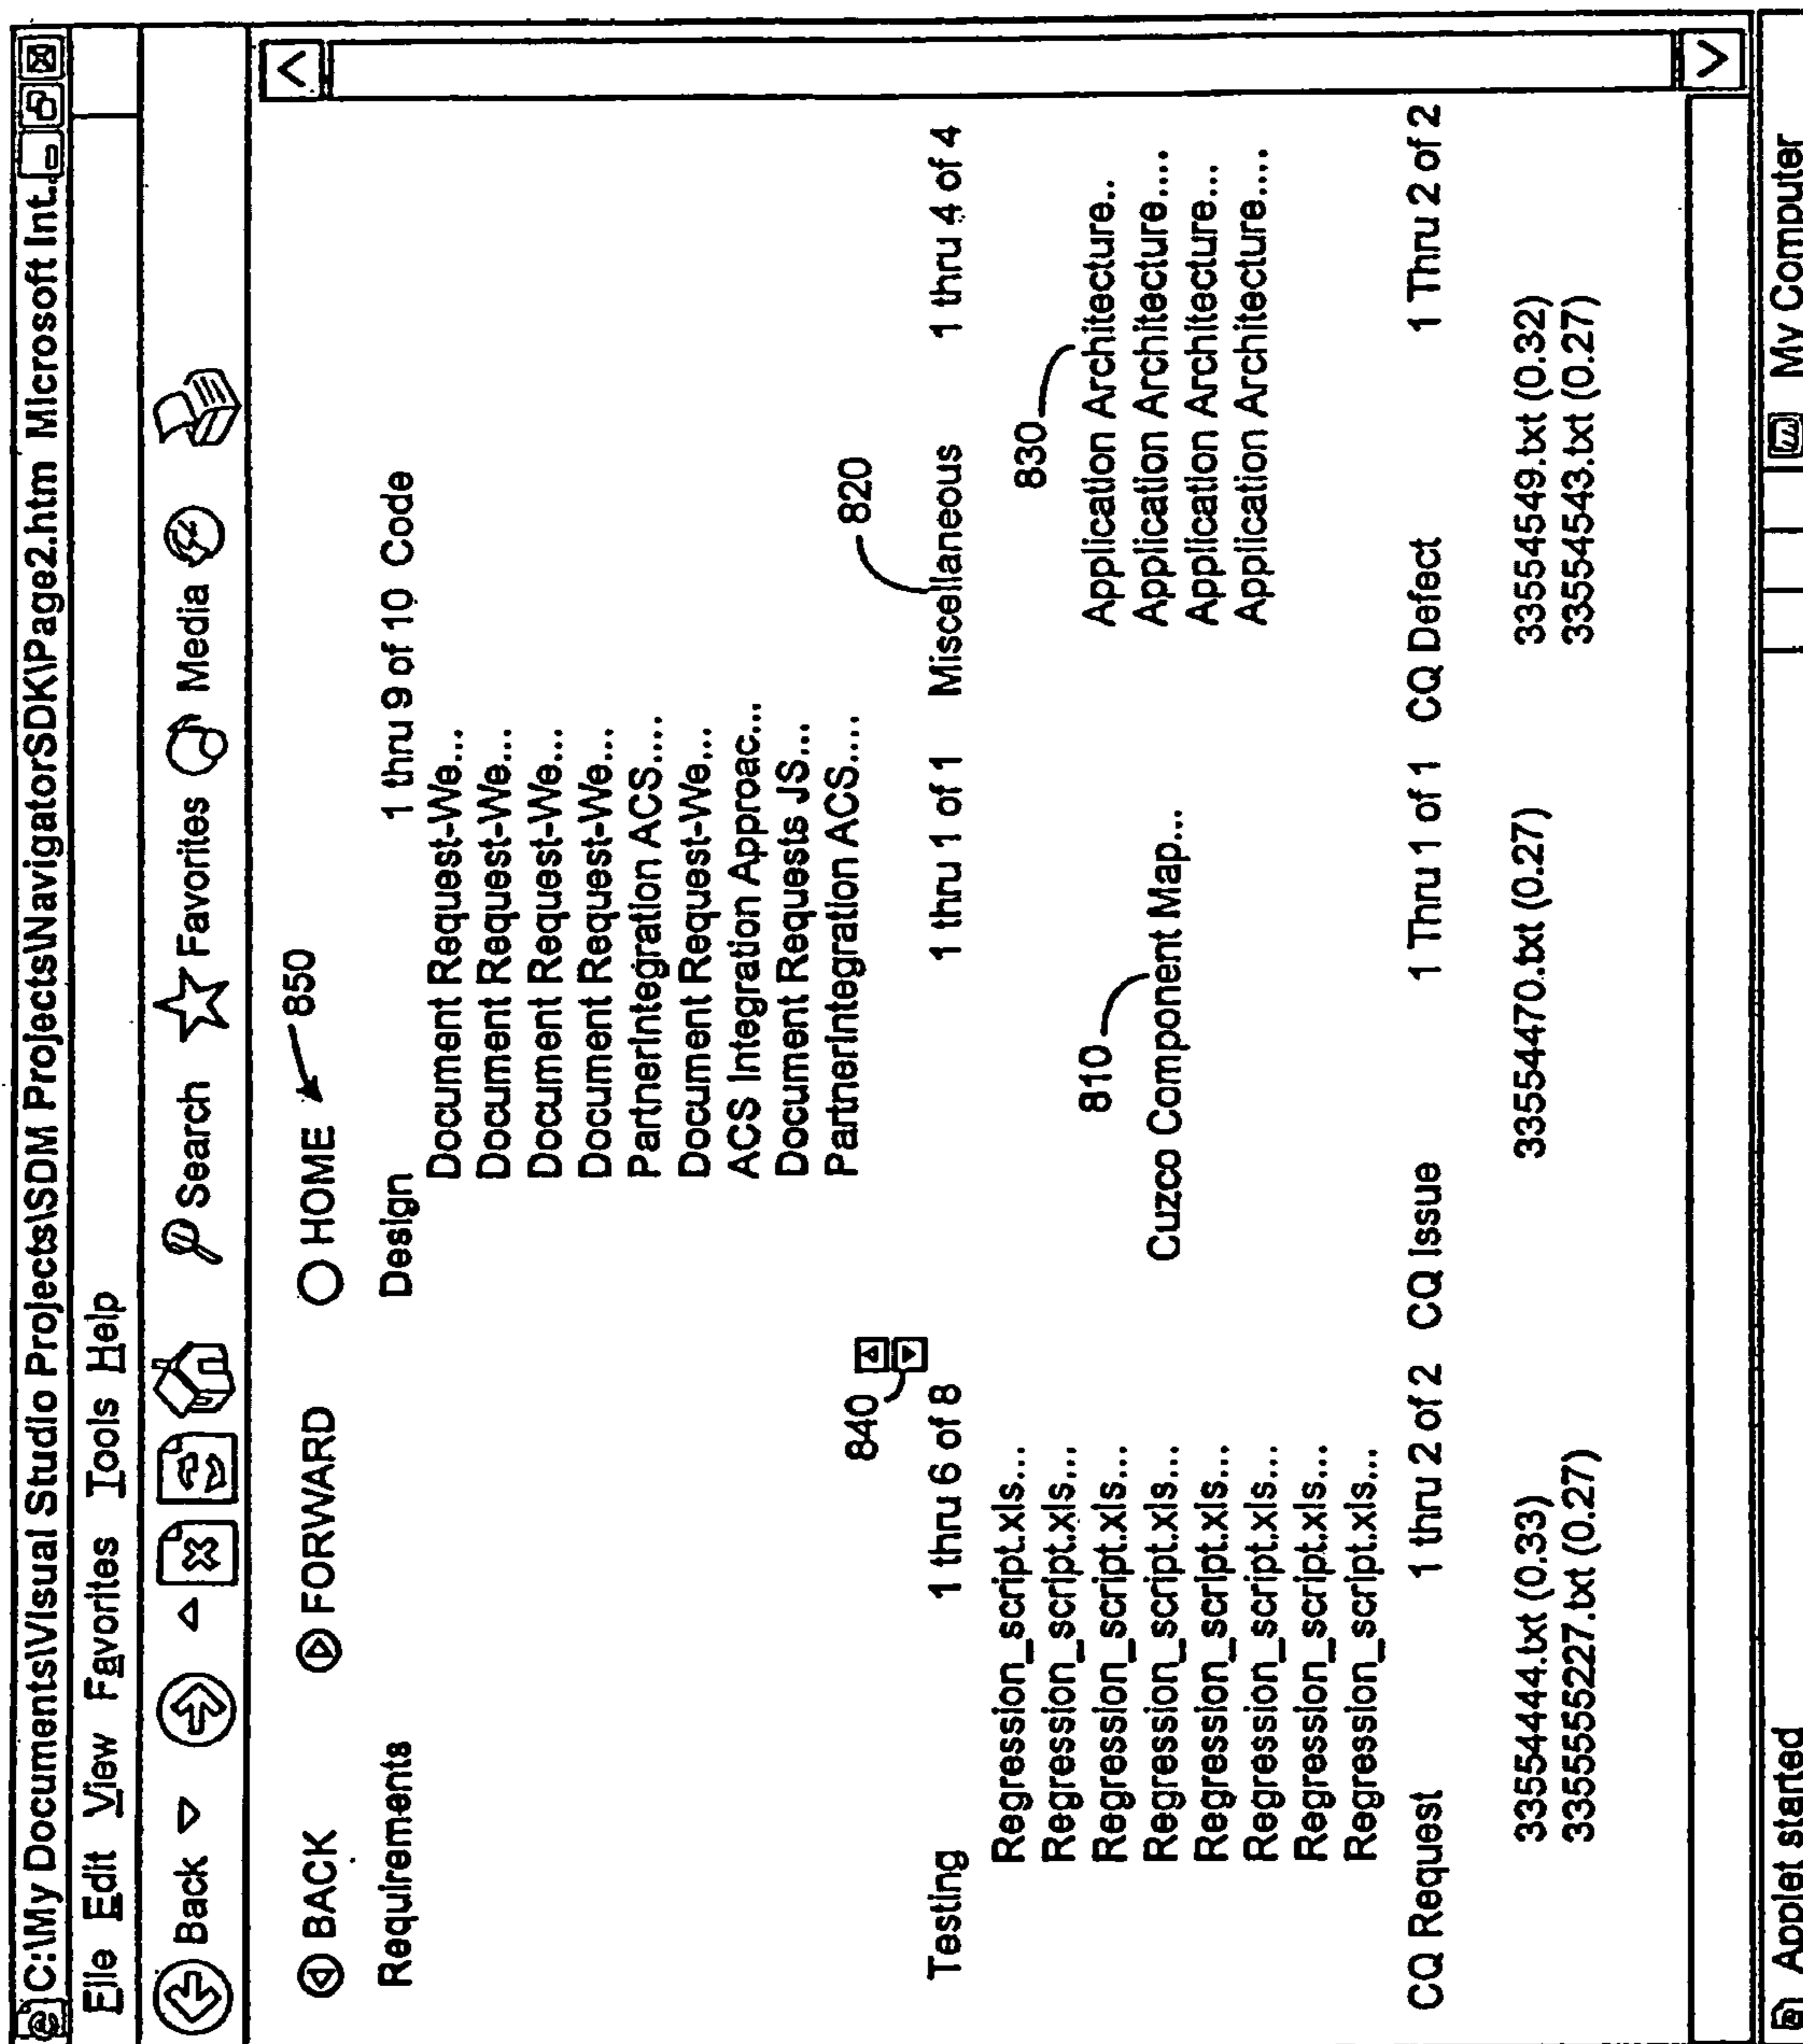 C:\My Documents\Visual Studio Projects\SDM Projects\NavigatorSDK\Page2.htm Microsoft Int..
File Edit View Favorites Tools Help
Back Search Favorites Media
BACK FORWARD HOME 850
Requirements Design 1 thru 9 of 10 Code
Document Request-We...
Document Request-We...
Document Request-We...
Document Request-We...
PartnerIntegration ACS....
Document Request-We...
ACS Integration Approac...
Document Requests JS...
PartnerIntegration ACS....
840 820
Testing 1 thru 6 of 8 1 thru 1 of 1 Miscellaneous 1 thru 4 of 4
Regression_script.xls...
Regression_script.xls...
Regression_script.xls...
Regression_script.xls...
Regression_script.xls...
Regression_script.xls...
Regression_script.xls...
Regression_script.xls...
810
Cuzco Component Map...
830
Application Architecture..
Application Architecture....
Application Architecture...
Application Architecture....
CQ Request 1 thru 2 of 2 CQ Issue 1 Thru 1 of 1 CQ Defect 1 Thru 2 of 2
33554444.txt (0.33) 33554470.txt (0.27) 33554549.txt (0.32)
335555227.txt (0.27) 33554543.txt (0.27)
Applet started My Computer